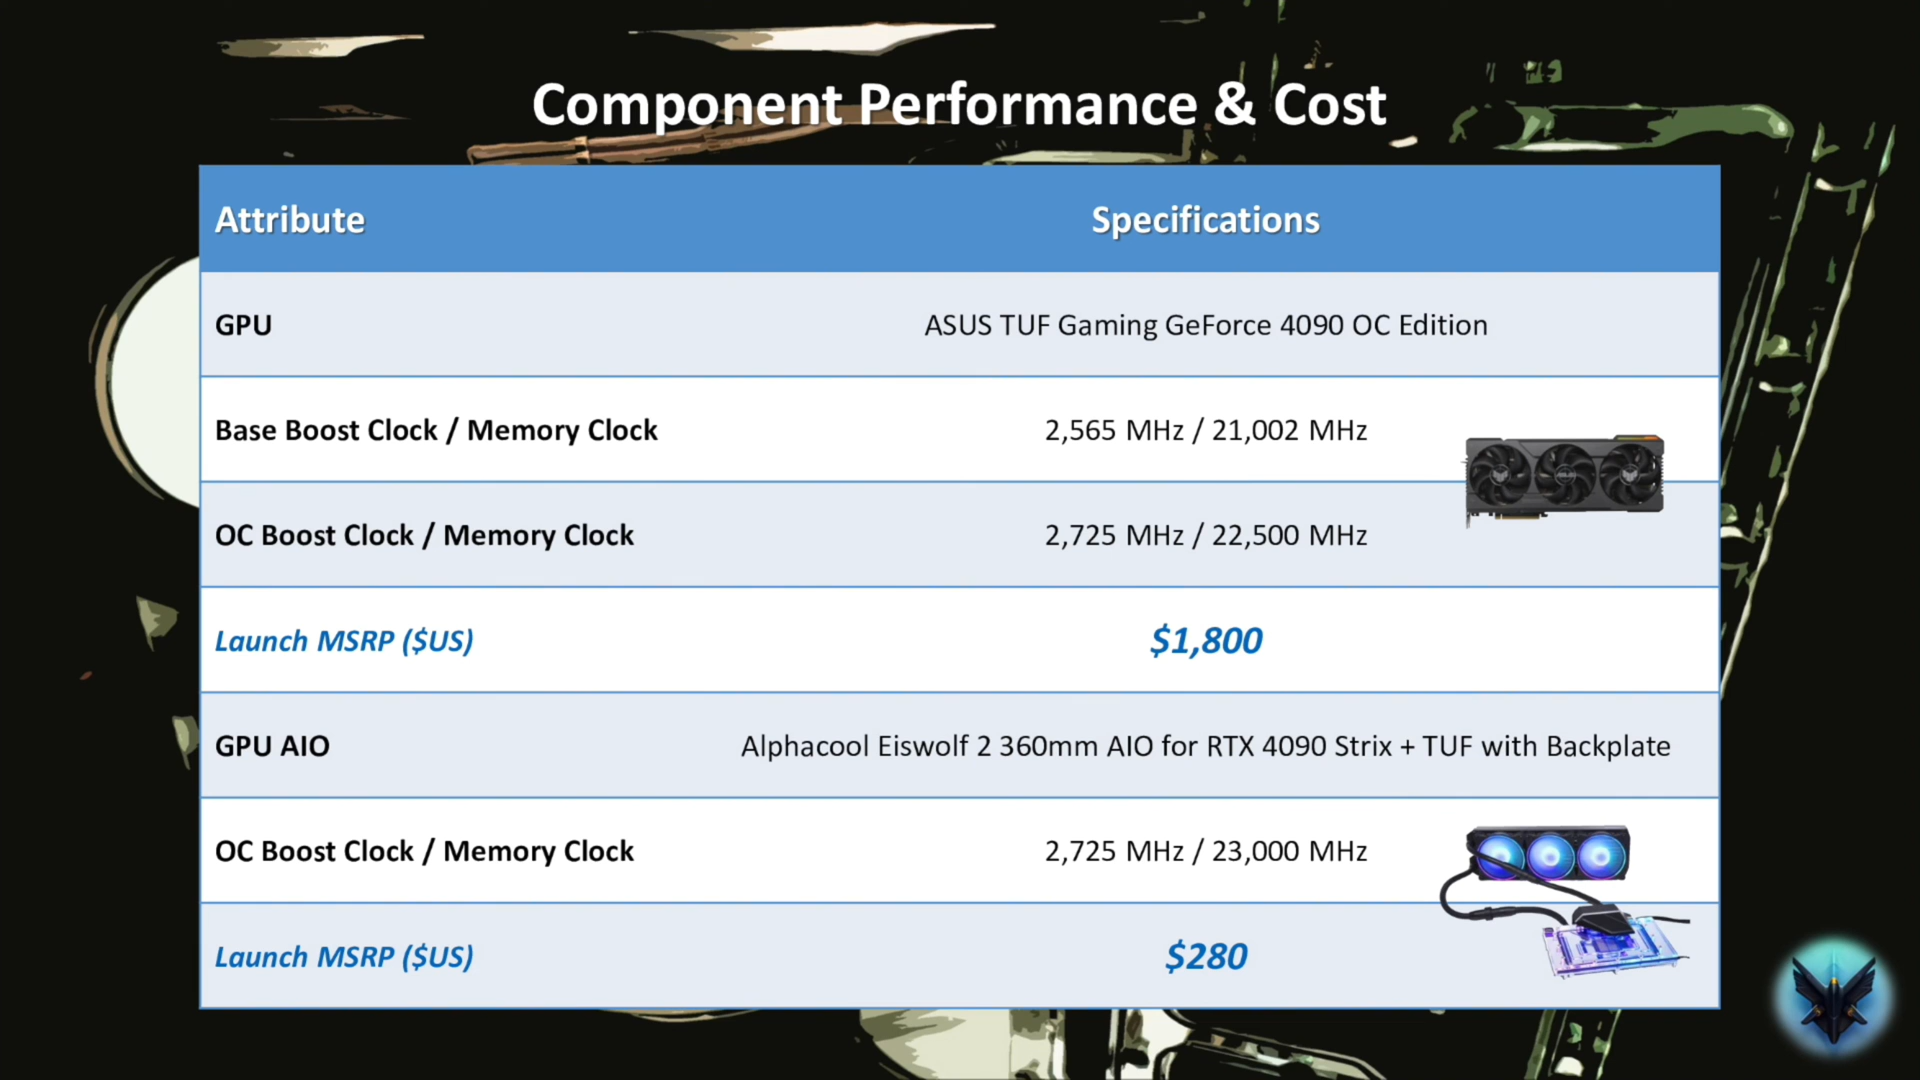 Component Performance & Cost
Attribute Specifications
GPU ASUS TUF Gaming GeForce 4090 OC Edition
Base Boost Clock / Memory Clock 2,565 MHz / 21,002 MHz
OC Boost Clock / Memory Clock 2,725 MHz / 22,500 MHz
Launch MSRP ($US) $1,800
GPU AIO Alphacool Eiswolf 2 360mm AIO for RTX 4090 Strix + TUF with Backplate
OC Boost Clock / Memory Clock 2,725 MHz / 23,000 MHz
Launch MSRP ($US) $280